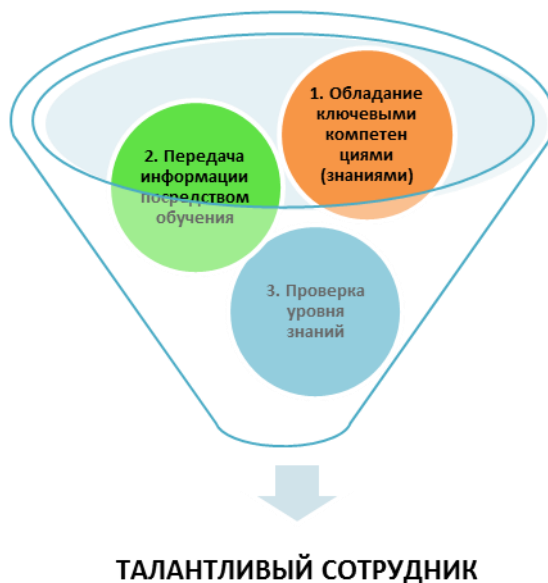 1. Обладание
ключевыми
компетен
циями
(знаниями)
2. Передача
информации
посредством
обучения
3. Проверка
уровня
знаний
ТАЛАНТЛИВЫЙ СОТРУДНИК